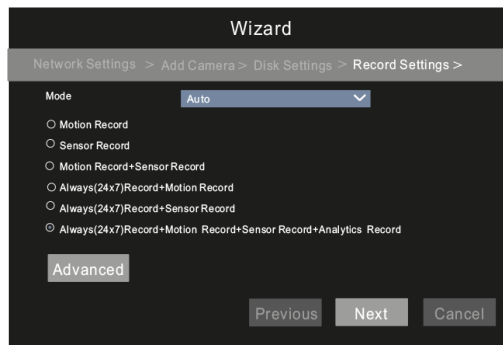 Wizard
Network Settings > Add Camera > Disk Settings > Record Settings >
Mode Auto
Motion Record
Sensor Record
Motion Record+Sensor Record
Always(24x7)Record+Motion Record
Always(24x7)Record+Sensor Record
Always(24x7)Record+Motion Record+Sensor Record+Analytics Record
Advanced
Previous Next Cancel